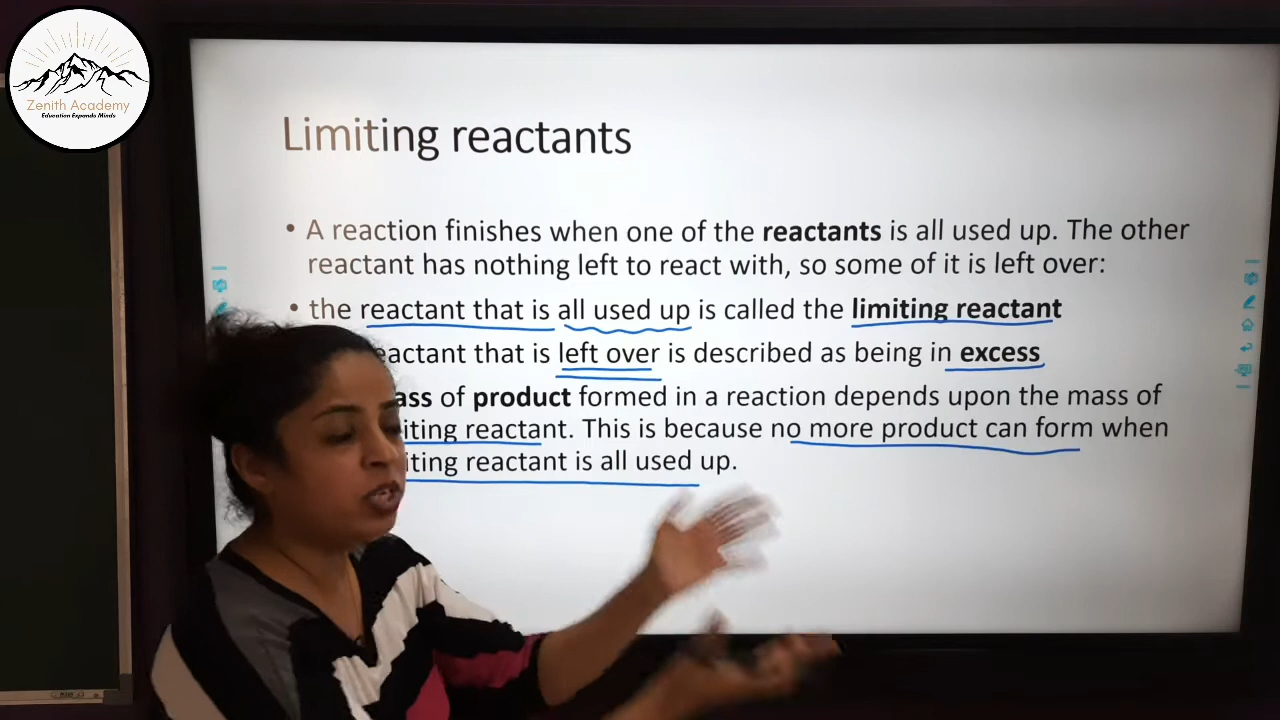 Zenith Academy
Education Expands Minds
Limiting reactants
• A reaction finishes when one of the reactants is all used up. The other
reactant has nothing left to react with, so some of it is left over:
• the reactant that is all used up is called the limiting reactant
that is left over is described as being in excess
of product formed in a reaction depends upon the mass of
reactant. This is because no more product can form when
reactant is all used up.